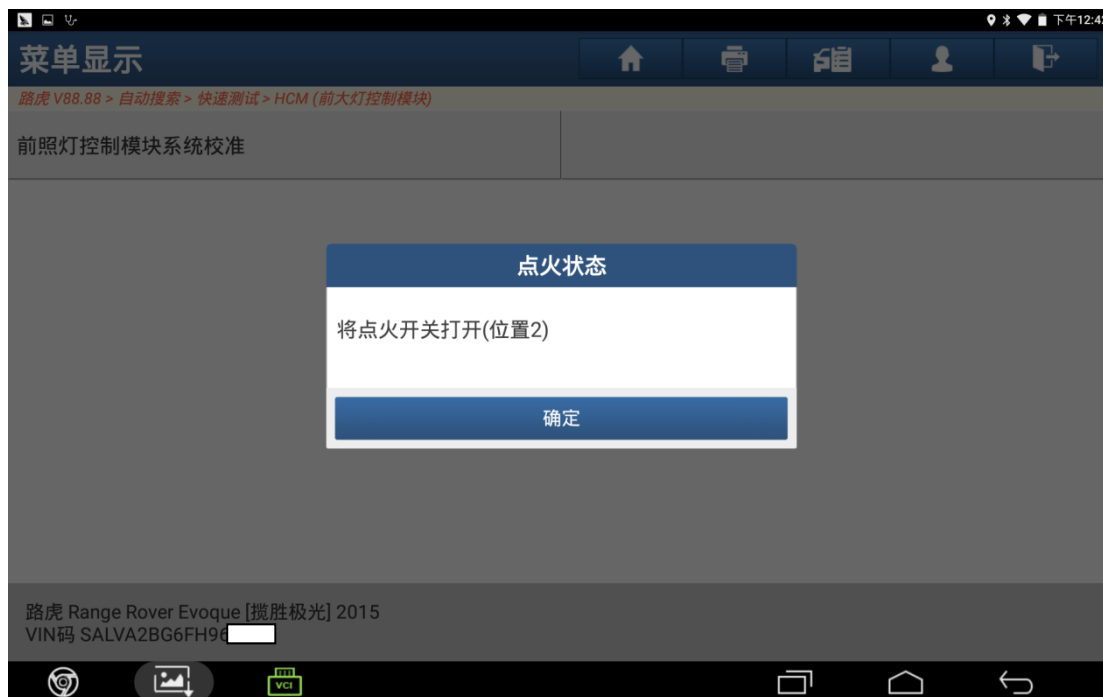 下午12:42
菜单显示
路虎 V88.88 > 自动搜索 > 快速测试 > HCM (前大灯控制模块)
前照灯控制模块系统校准
点火状态
将点火开关打开(位置2)
确定
路虎 Range Rover Evoque [揽胜极光] 2015
VIN码 SALVA2BG6FH96
VCI